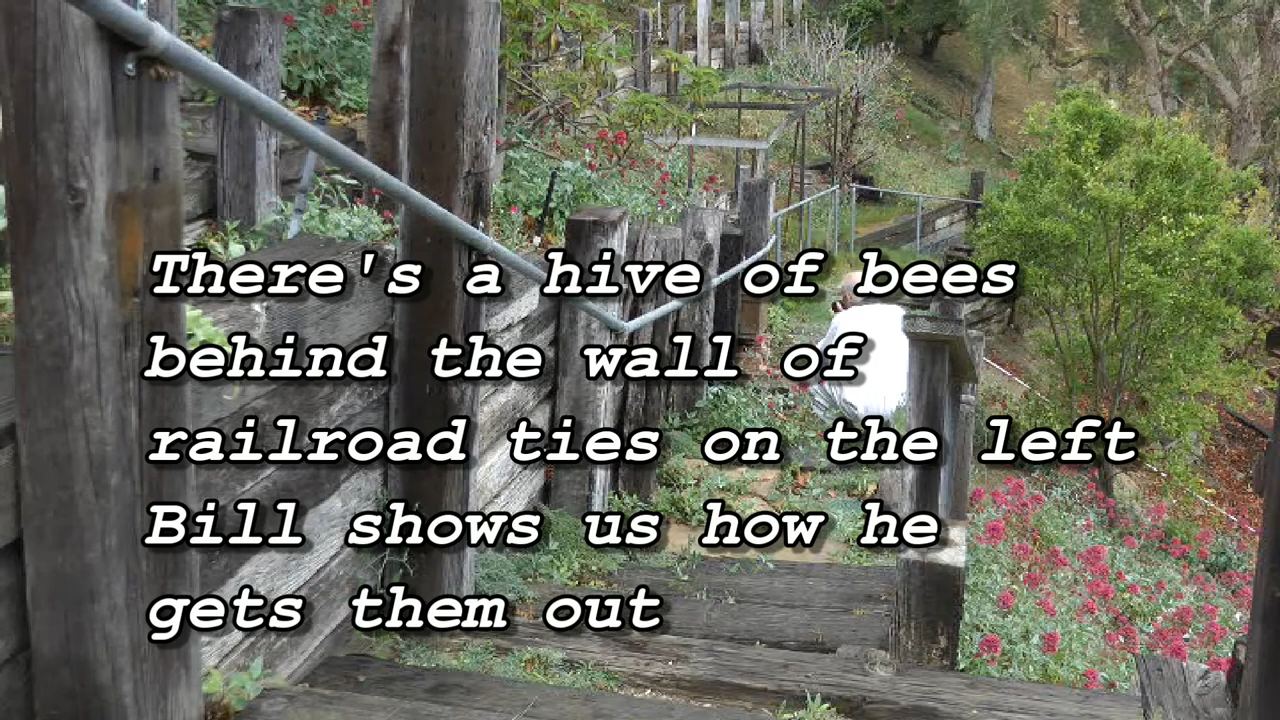 There's a hive of bees
behind the wall of
railroad ties on the left
Bill shows us how he
gets them out